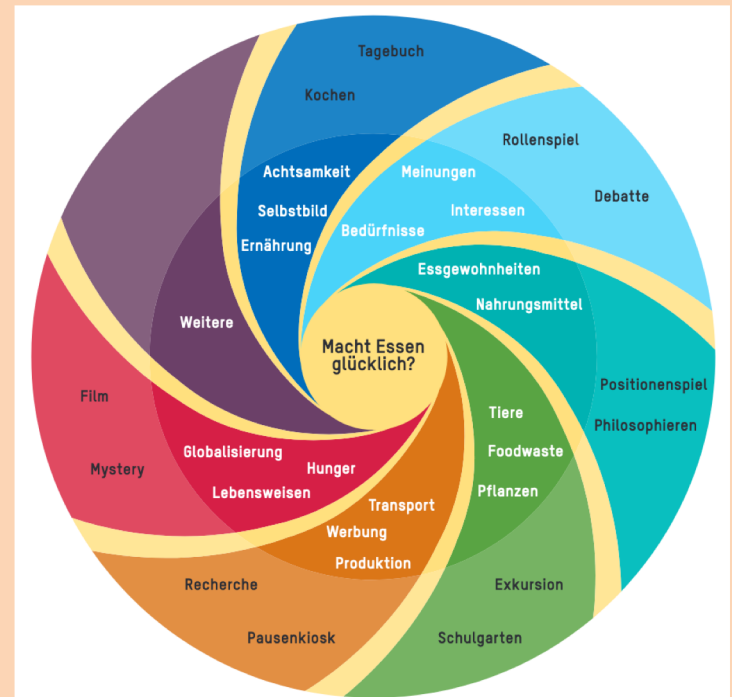 Tagebuch
Kochen
Achtsamkeit
Selbstbild
Ernährung
Rollenspiel
Debatte
Meinungen
Interessen
Bedürfnisse
Essgewohnheiten
Nahrungsmittel
Positionenspiel
Philosophieren
Tiere
Foodwaste
Pflanzen
Exkursion
Schulgarten
Transport
Werbung
Produktion
Recherche
Pausenkiosk
Globalisierung
Hunger
Lebensweisen
Film
Mystery
Weitere
Macht Essen
glücklich?